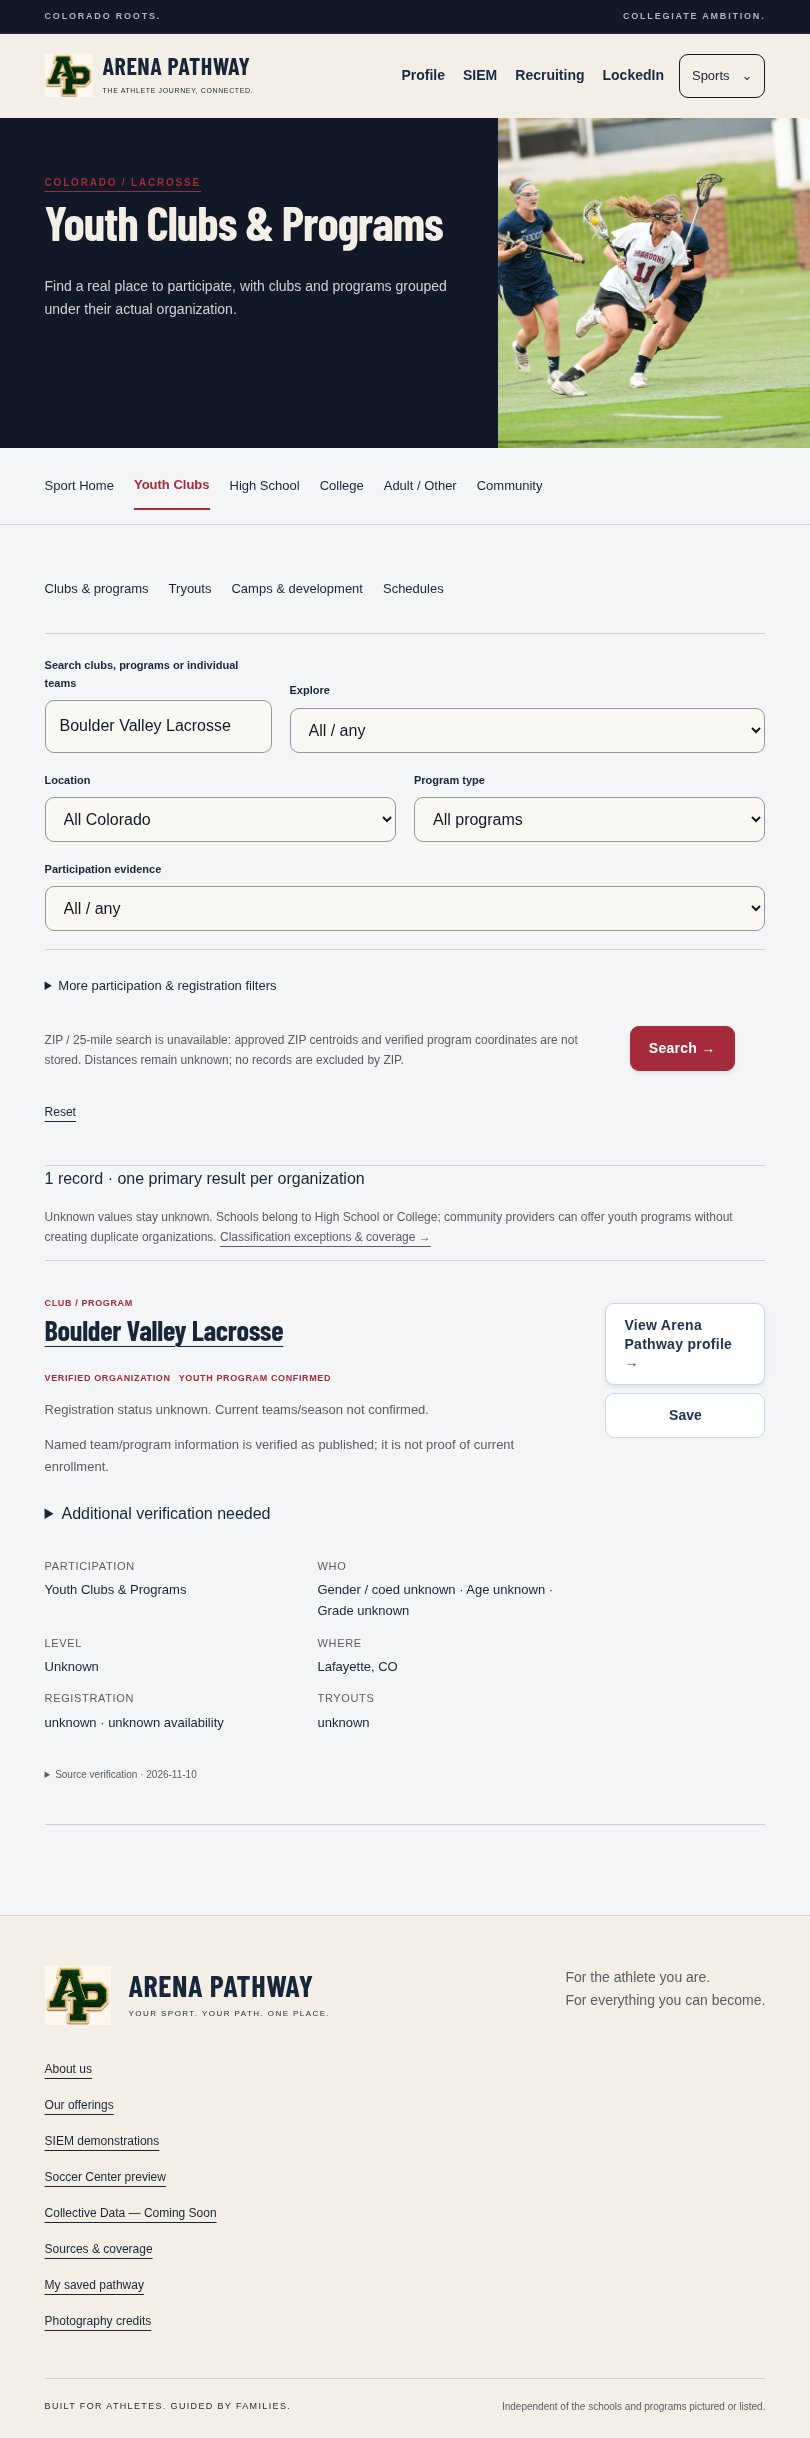 COLORADO ROOTS.
COLLEGIATE AMBITION.
AP
ARENA PATHWAY
THE ATHLETE JOURNEY, CONNECTED.
Profile
SIEM
Recruiting
LockedIn
Sports
COLORADO / LACROSSE
Youth Clubs & Programs
Find a real place to participate, with clubs and programs grouped
under their actual organization.
11
Sport Home
Youth Clubs
High School
College
Adult / Other
Community
Clubs & programs
Tryouts
Camps & development
Schedules
Search clubs, programs or individual
teams
Boulder Valley Lacrosse
Explore
All / any
Location
All Colorado
Program type
All programs
Participation evidence
All / any
▶ More participation & registration filters
ZIP / 25-mile search is unavailable: approved ZIP centroids and verified program coordinates are not
stored. Distances remain unknown; no records are excluded by ZIP.
Search →
Reset
1 record · one primary result per organization
Unknown values stay unknown. Schools belong to High School or College; community providers can offer youth programs without
creating duplicate organizations. Classification exceptions & coverage →
CLUB / PROGRAM
Boulder Valley Lacrosse
VERIFIED ORGANIZATION YOUTH PROGRAM CONFIRMED
Registration status unknown. Current teams/season not confirmed.
Named team/program information is verified as published; it is not proof of current
enrollment.
View Arena
Pathway profile
→
Save
▶ Additional verification needed
PARTICIPATION
Youth Clubs & Programs
WHO
Gender / coed unknown · Age unknown ·
Grade unknown
LEVEL
Unknown
WHERE
Lafayette, CO
REGISTRATION
unknown · unknown availability
TRYOUTS
unknown
▶ Source verification · 2026-11-10
AP
ARENA PATHWAY
YOUR SPORT. YOUR PATH. ONE PLACE.
For the athlete you are.
For everything you can become.
About us
Our offerings
SIEM demonstrations
Soccer Center preview
Collective Data — Coming Soon
Sources & coverage
My saved pathway
Photography credits
BUILT FOR ATHLETES. GUIDED BY FAMILIES.
Independent of the schools and programs pictured or listed.